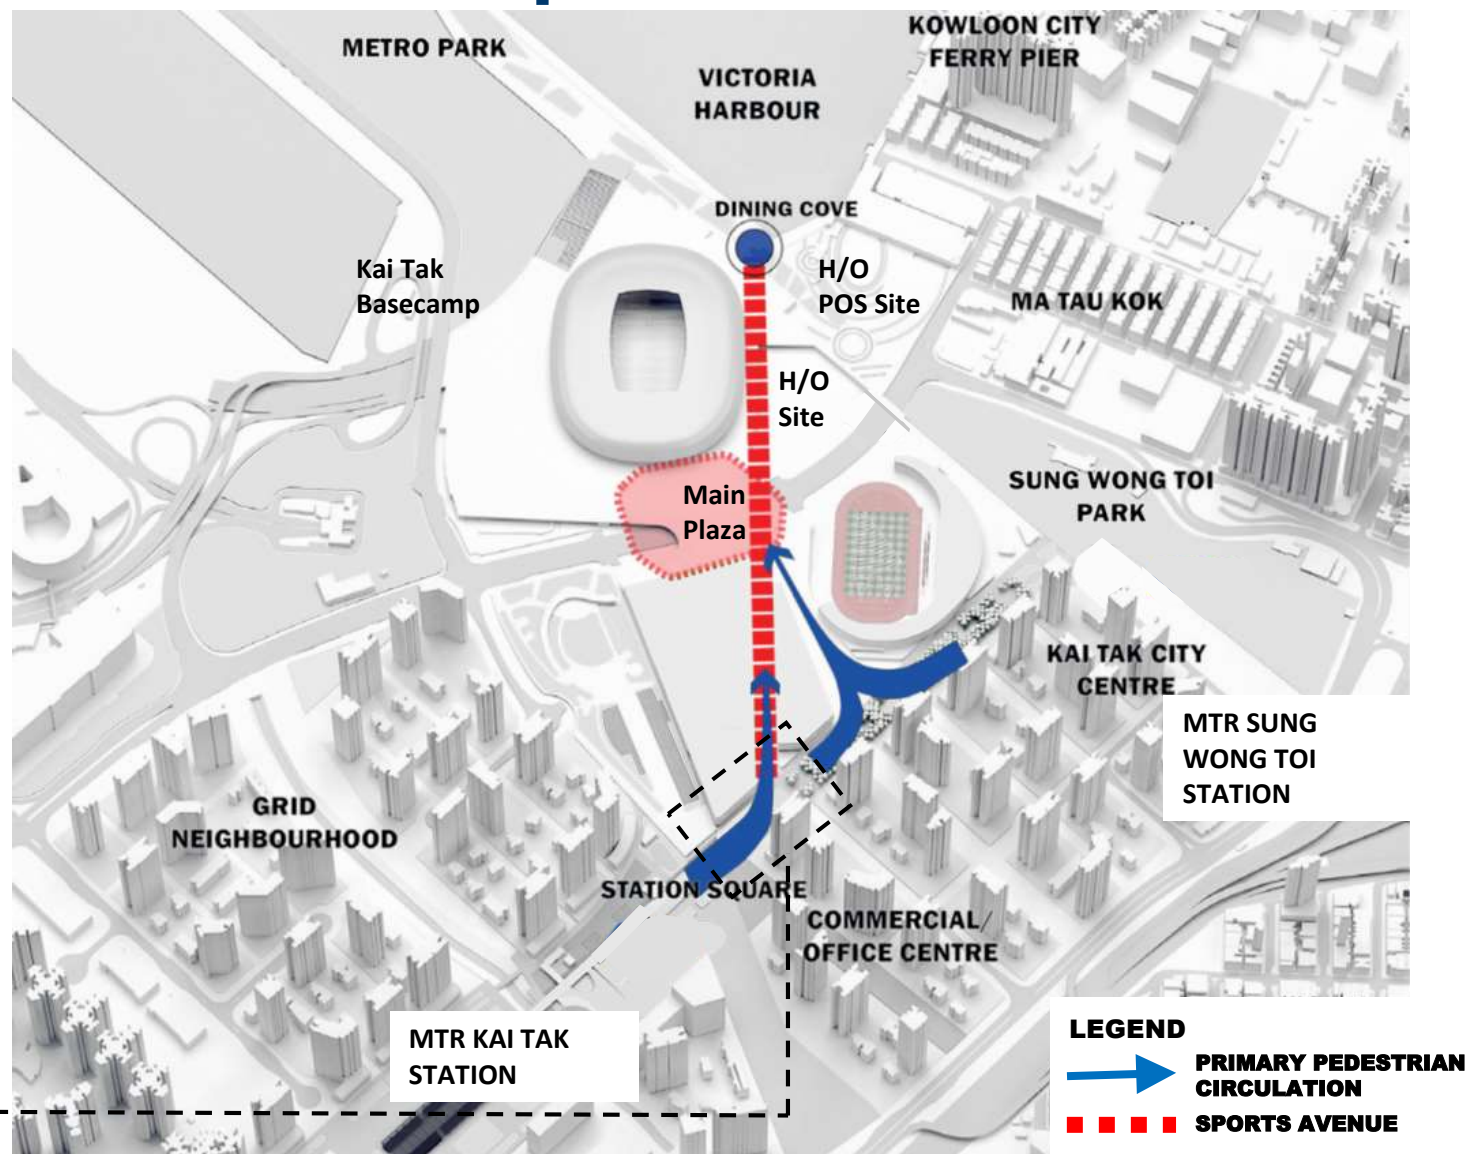 METRO PARK
KOWLOON CITY
FERRY PIER
VICTORIA
HARBOUR
DINING COVE
Kai Tak
Basecamp
H/O
POS Site
MA TAU KOK
H/O
Site
Main
Plaza
SUNG WONG TOI
PARK
KAI TAK CITY
CENTRE
MTR SUNG
WONG TOI
STATION
GRID
NEIGHBOURHOOD
STATION SQUARE
COMMERCIAL/
OFFICE CENTRE
MTR KAI TAK
STATION
LEGEND
PRIMARY PEDESTRIAN
CIRCULATION
SPORTS AVENUE